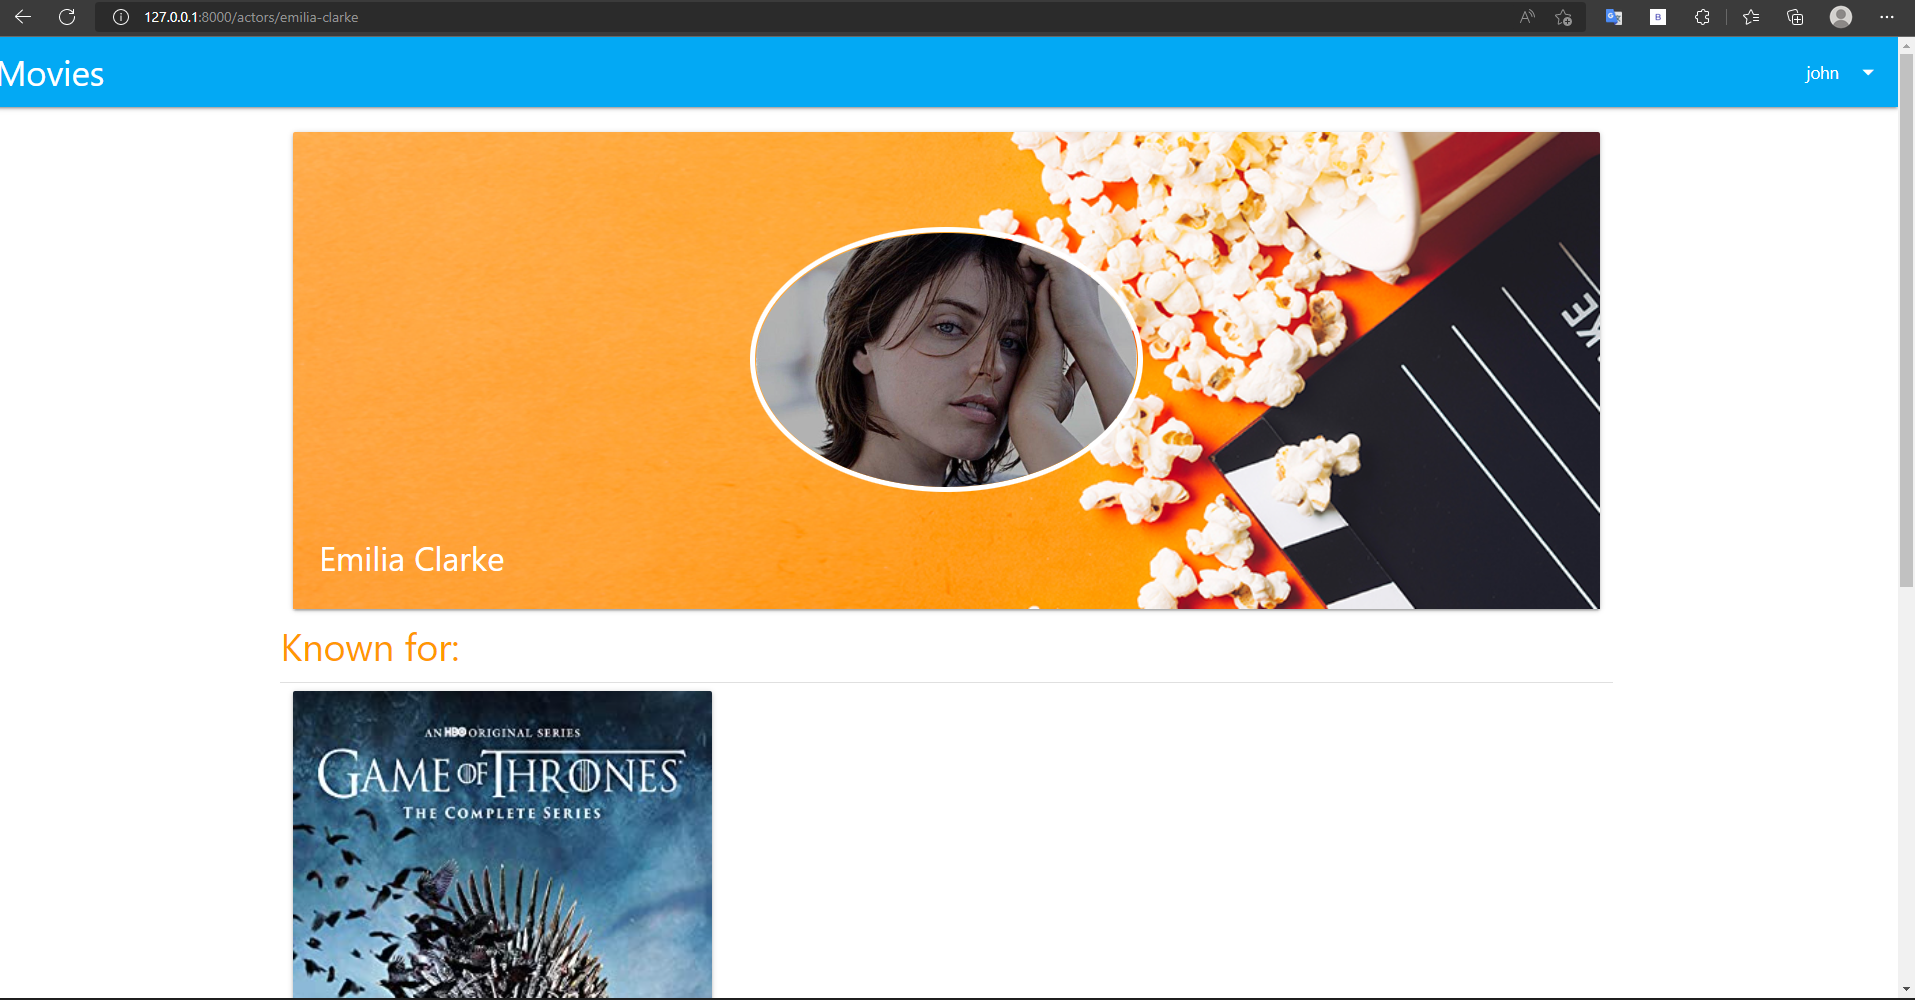 127.0.0.1:8000/actors/emilia-clarke
Movies
john
KE
Emilia Clarke
Known for:
AN HBO ORIGINAL SERIES
GAME OF THRONES
THE COMPLETE SERIES